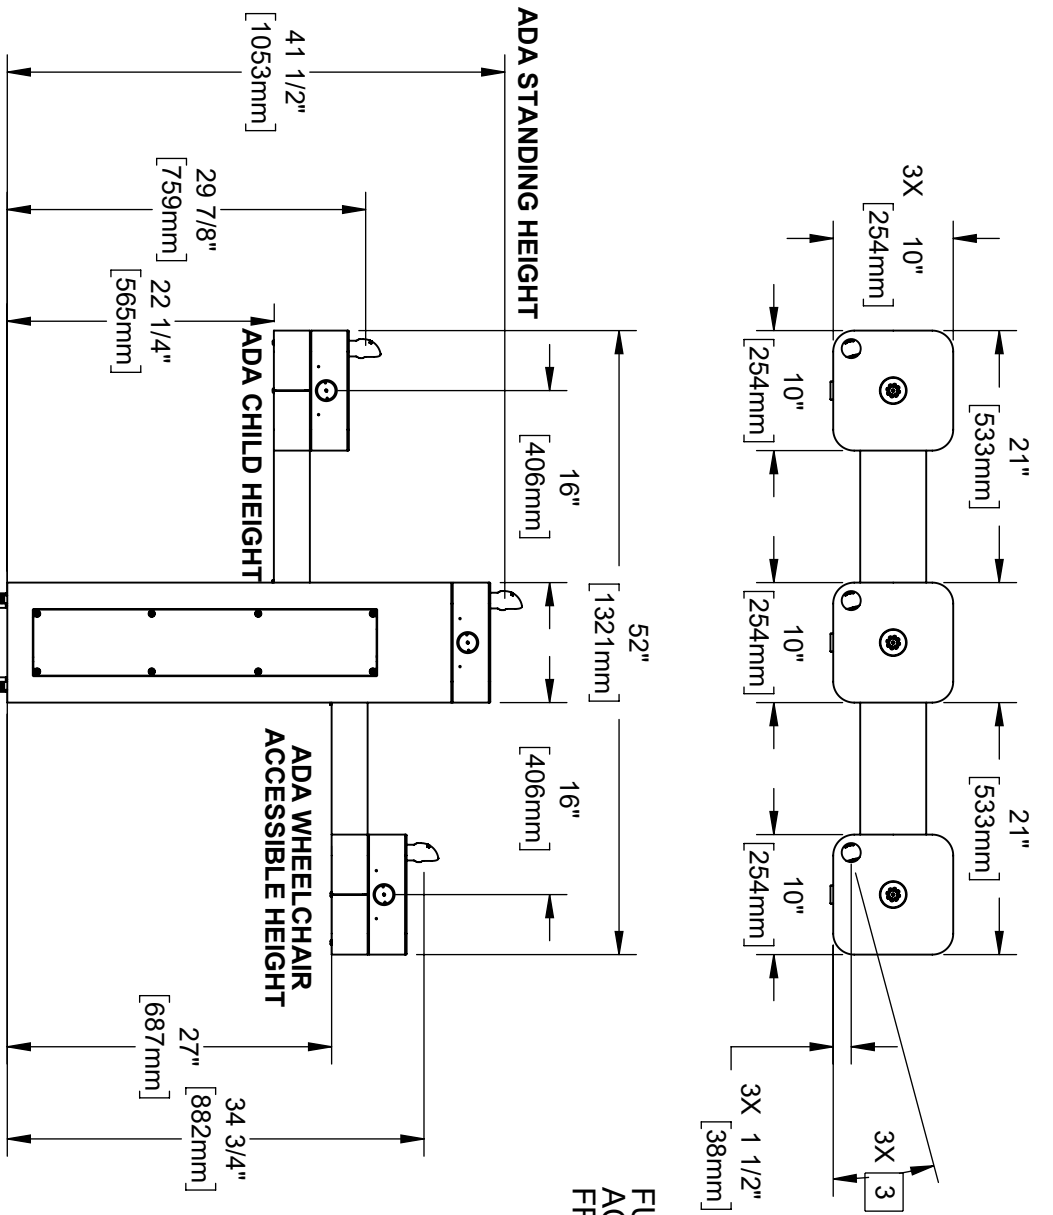 3X 10"
[254mm]
10"
[254mm]
10"
[254mm]
10"
[254mm]
21"
[533mm]
21"
[533mm]
3X 1 1/2"
[38mm]
3X 3
ADA STANDING HEIGHT
41 1/2"
[1053mm]
29 7/8"
[759mm]
22 1/4"
[565mm]
ADA CHILD HEIGHT
16"
[406mm]
52"
[1321mm]
16"
[406mm]
ADA WHEELCHAIR
ACCESSIBLE HEIGHT
27"
[687mm]
34 3/4"
[882mm]